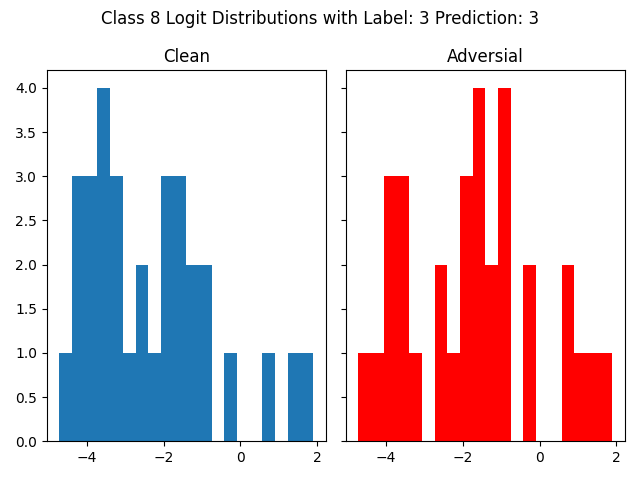 Class 8 Logit Distributions with Label: 3 Prediction: 3
Clean
Adversial
4.0
3.5
3.0
2.5
2.0
1.5
1.0
0.5
0.0
−4 −2 0 2
−4 −2 0 2